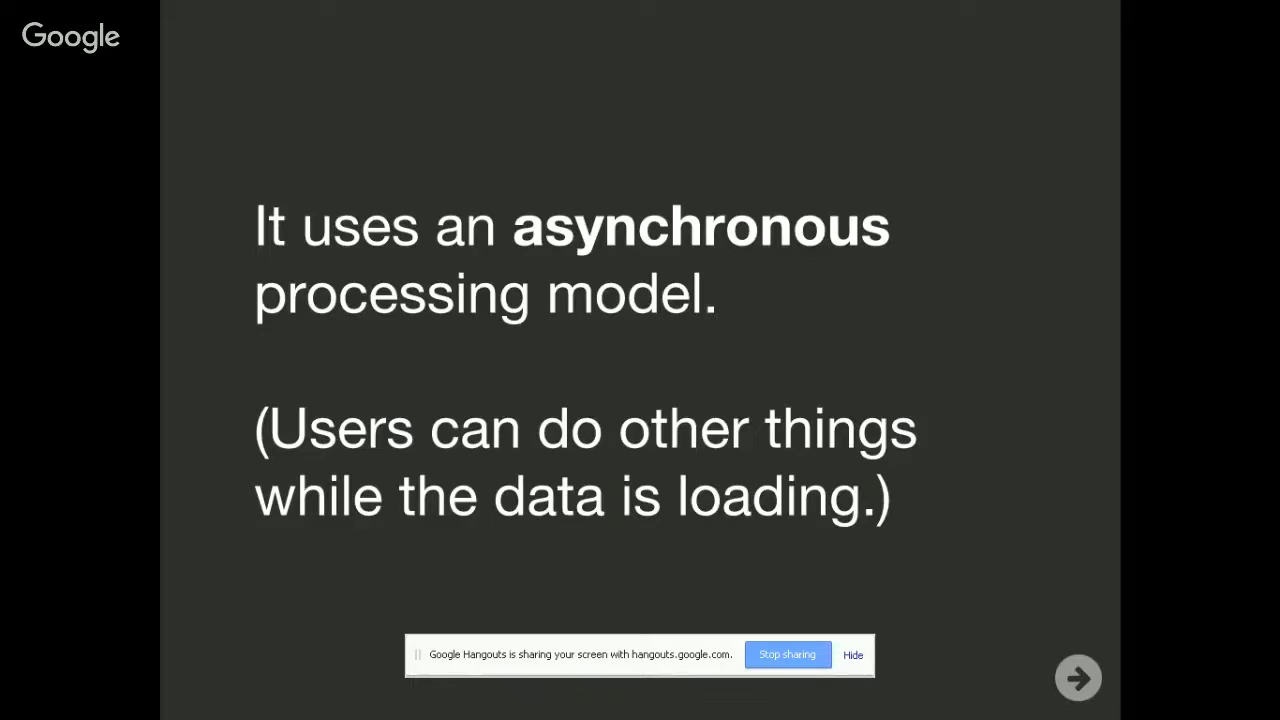 Google
It uses an asynchronous
processing model.
(Users can do other things
while the data is loading.)
Google Hangouts is sharing your screen with hangouts.google.com.
Stop sharing
Hide